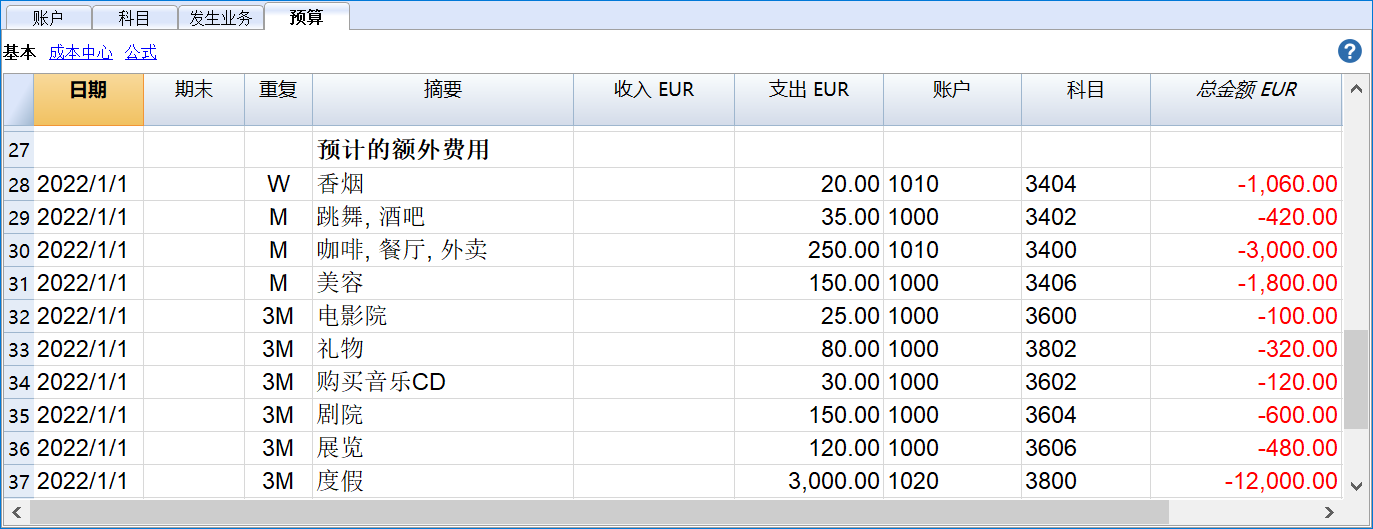 账户 科目 发生业务 预算
基本 成本中心 公式 ?
日期 期末 重复 摘要 收入 EUR 支出 EUR 账户 科目 总金额 EUR
27 预计的额外费用
28 2022/1/1 W 香烟 20.00 1010 3404 -1,060.00
29 2022/1/1 M 跳舞, 酒吧 35.00 1000 3402 -420.00
30 2022/1/1 M 咖啡, 餐厅, 外卖 250.00 1010 3400 -3,000.00
31 2022/1/1 M 美容 150.00 1000 3406 -1,800.00
32 2022/1/1 3M 电影院 25.00 1000 3600 -100.00
33 2022/1/1 3M 礼物 80.00 1000 3802 -320.00
34 2022/1/1 3M 购买音乐CD 30.00 1000 3602 -120.00
35 2022/1/1 3M 剧院 150.00 1000 3604 -600.00
36 2022/1/1 3M 展览 120.00 1000 3606 -480.00
37 2022/1/1 3M 度假 3,000.00 1020 3800 -12,000.00